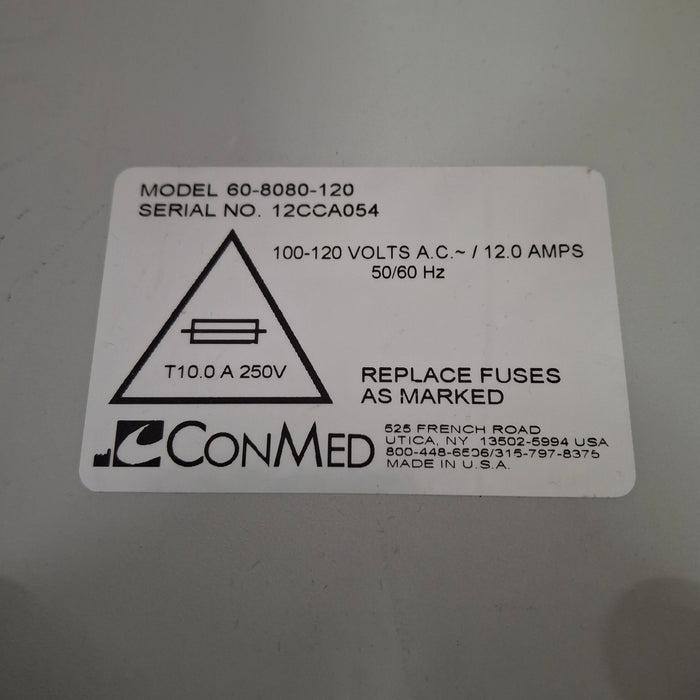 MODEL 60-8080-120
SERIAL NO. 12CCA054
100-120 VOLTS A.C.~ / 12.0 AMPS
50/60 Hz
T10.0 A 250V
REPLACE FUSES
AS MARKED
CONMED
525 FRENCH ROAD
UTICA, NY 13502-5994 USA
800-448-6506/315-797-8375
MADE IN U.S.A.